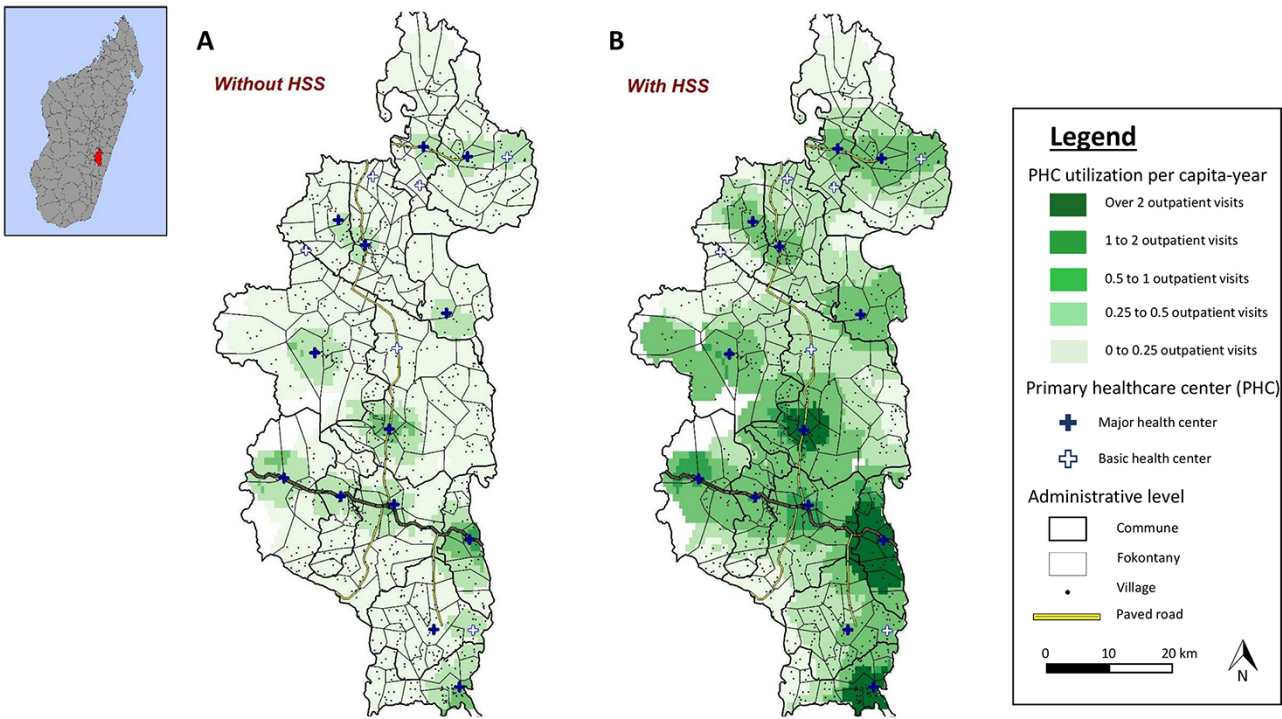 A
Without HSS
B
With HSS
Legend
PHC utilization per capita-year
Over 2 outpatient visits
1 to 2 outpatient visits
0.5 to 1 outpatient visits
0.25 to 0.5 outpatient visits
0 to 0.25 outpatient visits
Primary healthcare center (PHC)
Major health center
Basic health center
Administrative level
Commune
Fokontany
Village
Paved road
0 10 20 km
N